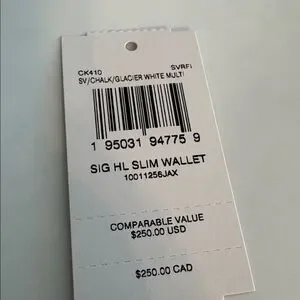 CK410 SVRFI
SV/CHALK/GLACIER WHITE MULTI
1 95031 94775 9
SIG HL SLIM WALLET
10011256JAX
COMPARABLE VALUE
$250.00 USD
$250.00 CAD